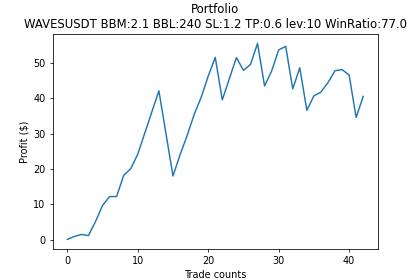 Portfolio
WAVESUSDT BBM:2.1 BBL:240 SL:1.2 TP:0.6 lev:10 WinRatio:77.0
50
40
30
20
10
0
Profit ($)
0 10 20 30 40
Trade counts